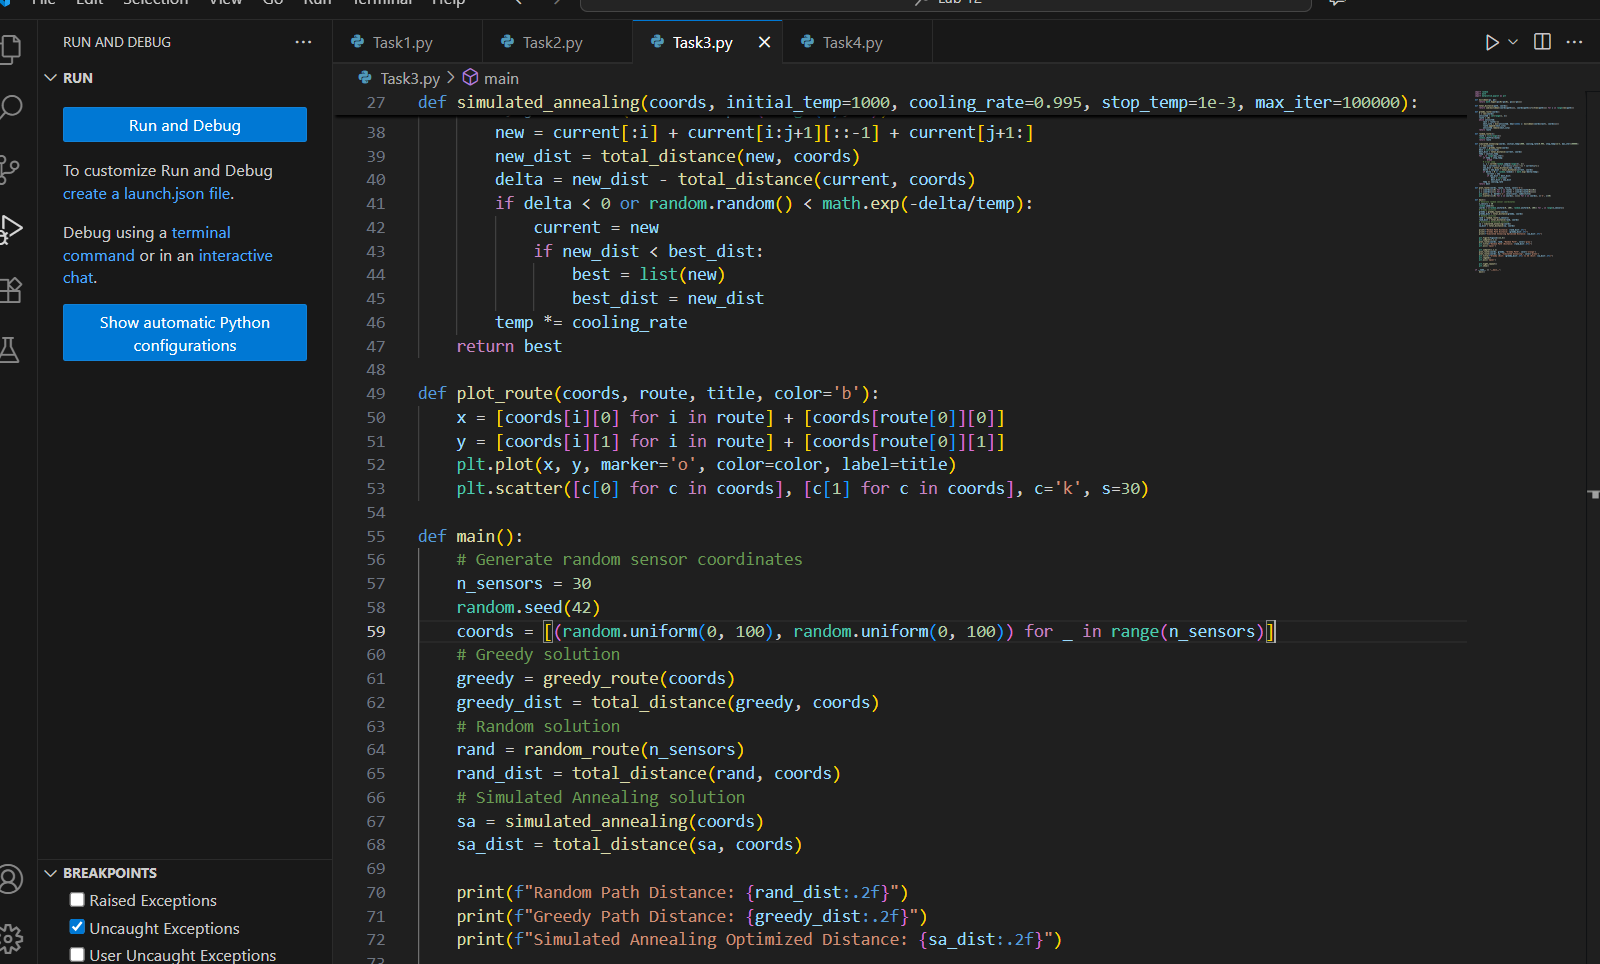 File Edit Selection View Go Run Terminal Help
Lab 12
RUN AND DEBUG
RUN
Run and Debug
To customize Run and Debug
create a launch.json file.
Debug using a terminal
command or in an interactive
chat.
Show automatic Python
configurations
BREAKPOINTS
Raised Exceptions
Uncaught Exceptions
User Uncaught Exceptions
Task1.py Task2.py Task3.py Task4.py
Task3.py > main
27 def simulated_annealing(coords, initial_temp=1000, cooling_rate=0.995, stop_temp=1e-3, max_iter=100000):
38 new = current[:i] + current[i:j+1][::-1] + current[j+1:]
39 new_dist = total_distance(new, coords)
40 delta = new_dist - total_distance(current, coords)
41 if delta < 0 or random.random() < math.exp(-delta/temp):
42 current = new
43 if new_dist < best_dist:
44 best = list(new)
45 best_dist = new_dist
46 temp *= cooling_rate
47 return best
48
49 def plot_route(coords, route, title, color='b'):
50 x = [coords[i][0] for i in route] + [coords[route[0]][0]]
51 y = [coords[i][1] for i in route] + [coords[route[0]][1]]
52 plt.plot(x, y, marker='o', color=color, label=title)
53 plt.scatter([c[0] for c in coords], [c[1] for c in coords], c='k', s=30)
54
55 def main():
56 # Generate random sensor coordinates
57 n_sensors = 30
58 random.seed(42)
59 coords = [(random.uniform(0, 100), random.uniform(0, 100)) for _ in range(n_sensors)]
60 # Greedy solution
61 greedy = greedy_route(coords)
62 greedy_dist = total_distance(greedy, coords)
63 # Random solution
64 rand = random_route(n_sensors)
65 rand_dist = total_distance(rand, coords)
66 # Simulated Annealing solution
67 sa = simulated_annealing(coords)
68 sa_dist = total_distance(sa, coords)
69
70 print(f"Random Path Distance: {rand_dist:.2f}")
71 print(f"Greedy Path Distance: {greedy_dist:.2f}")
72 print(f"Simulated Annealing Optimized Distance: {sa_dist:.2f}")
73